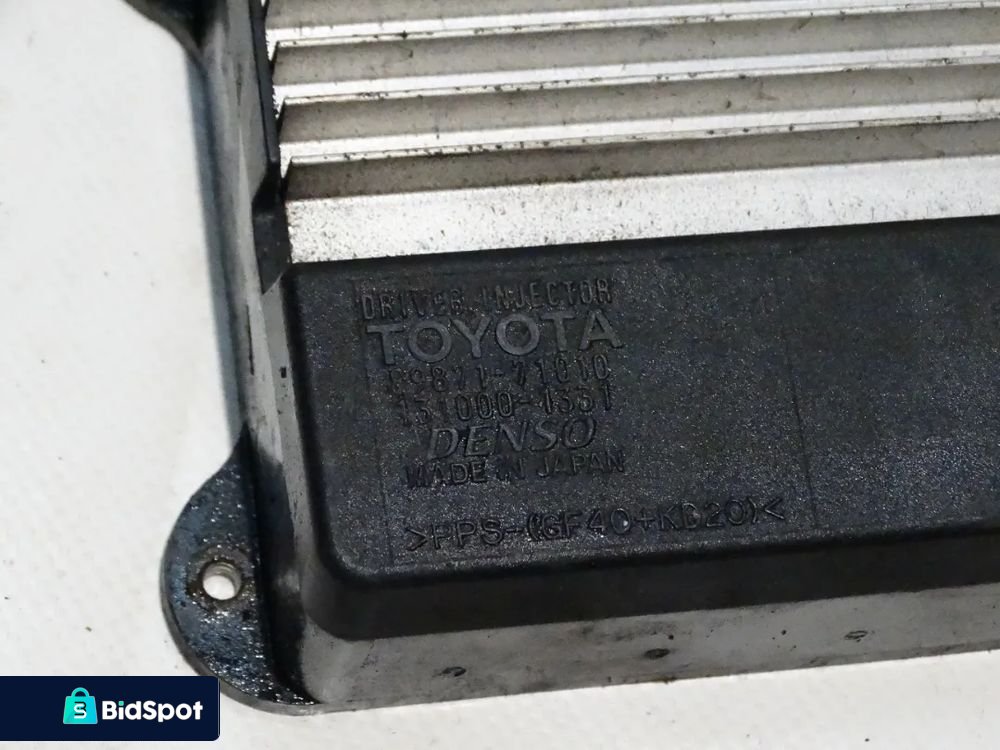 DRIVER INJECTOR
TOYOTA
89871-71010
131000-1331
DENSO
MADE IN JAPAN
>PPS-(GF40+KD20)<
S BidSpot